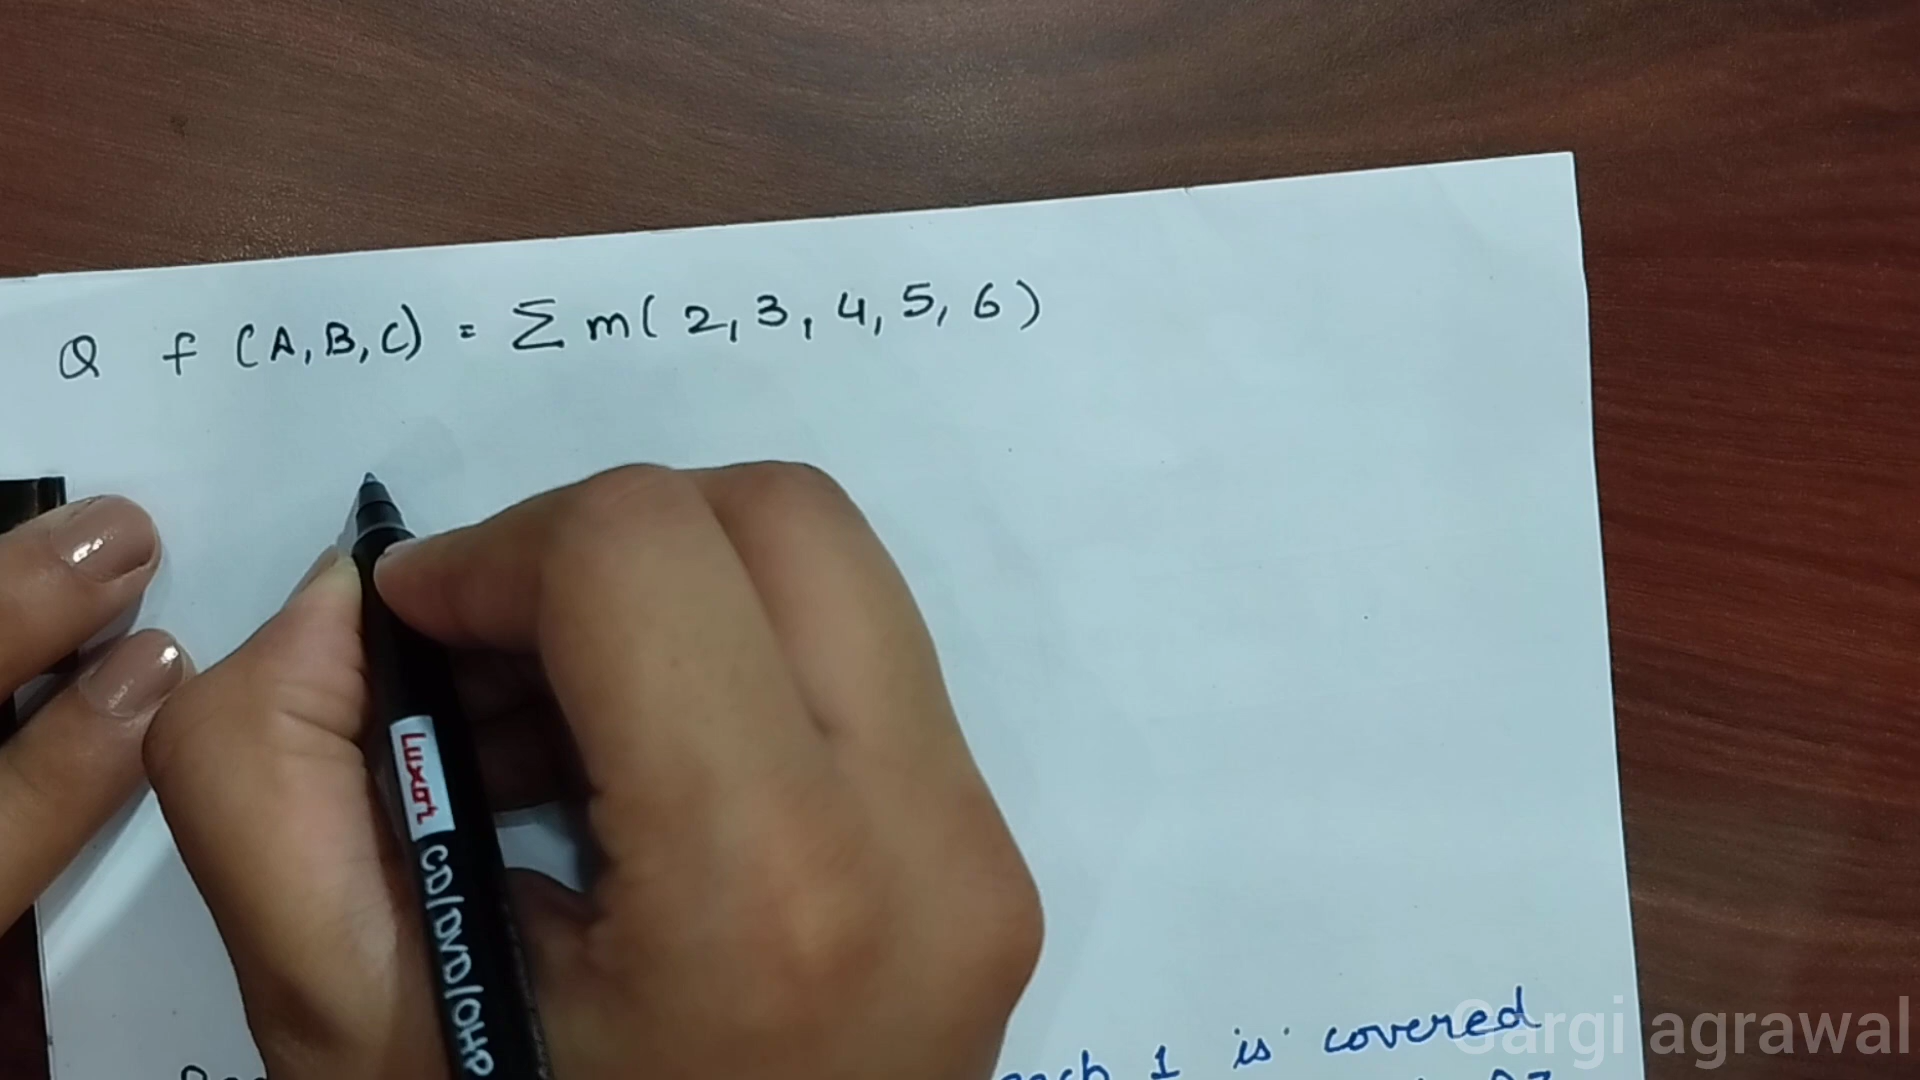 Q f (A, B, C) = Σ m( 2, 3, 4, 5, 6 )
Luxor
CD/DVD/OHP
1 is covered
Gargi agrawal